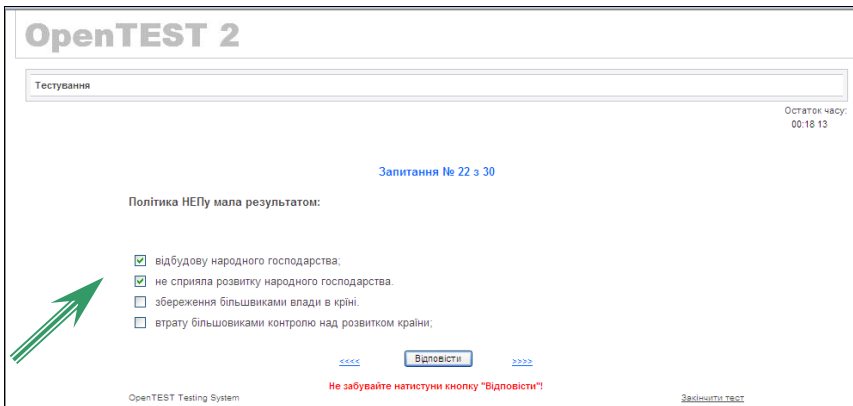 OpenTEST 2
Тестування
Остаток часу:
00:18 13
Запитання № 22 з 30
Політика НЕПу мала результатом:
відбудову народного господарства;
не сприяла розвитку народного господарства.
збереження більшвиками влади в кріні.
втрату більшовиками контролю над розвитком країни;
<<<< Відповісти >>>>
Не забувайте натистуни кнопку "Відповісти"!
OpenTEST Testing System Закінчити тест